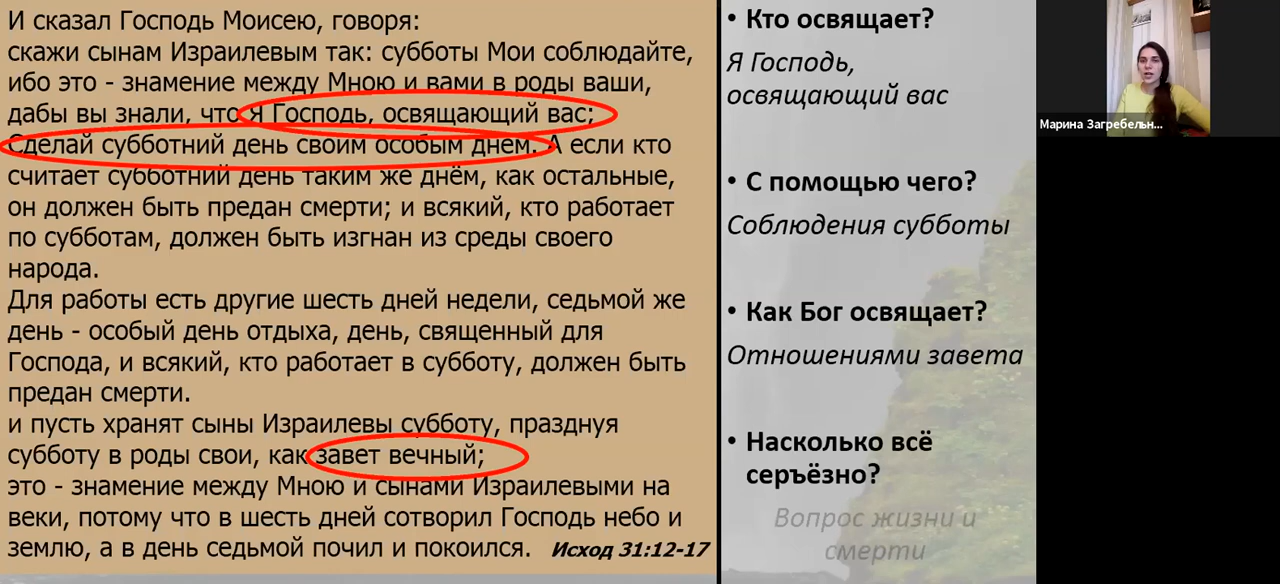 И сказал Господь Моисею, говоря:
скажи сынам Израилевым так: субботы Мои соблюдайте,
ибо это - знамение между Мною и вами в роды ваши,
дабы вы знали, что Я Господь, освящающий вас;
Сделай субботний день своим особым днем. А если кто
считает субботний день таким же днём, как остальные,
он должен быть предан смерти; и всякий, кто работает
по субботам, должен быть изгнан из среды своего
народа.
Для работы есть другие шесть дней недели, седьмой же
день - особый день отдыха, день, священный для
Господа, и всякий, кто работает в субботу, должен быть
предан смерти.
и пусть хранят сыны Израилевы субботу, празднуя
субботу в роды свои, как завет вечный;
это - знамение между Мною и сынами Израилевыми на
веки, потому что в шесть дней сотворил Господь небо и
землю, а в день седьмой почил и покоился. Исход 31:12-17
• Кто освящает?
Я Господь,
освящающий вас
• С помощью чего?
Соблюдения субботы
• Как Бог освящает?
Отношениями завета
• Насколько всё
серъёзно?
Вопрос жизни и
смерти
Марина Загребельн...